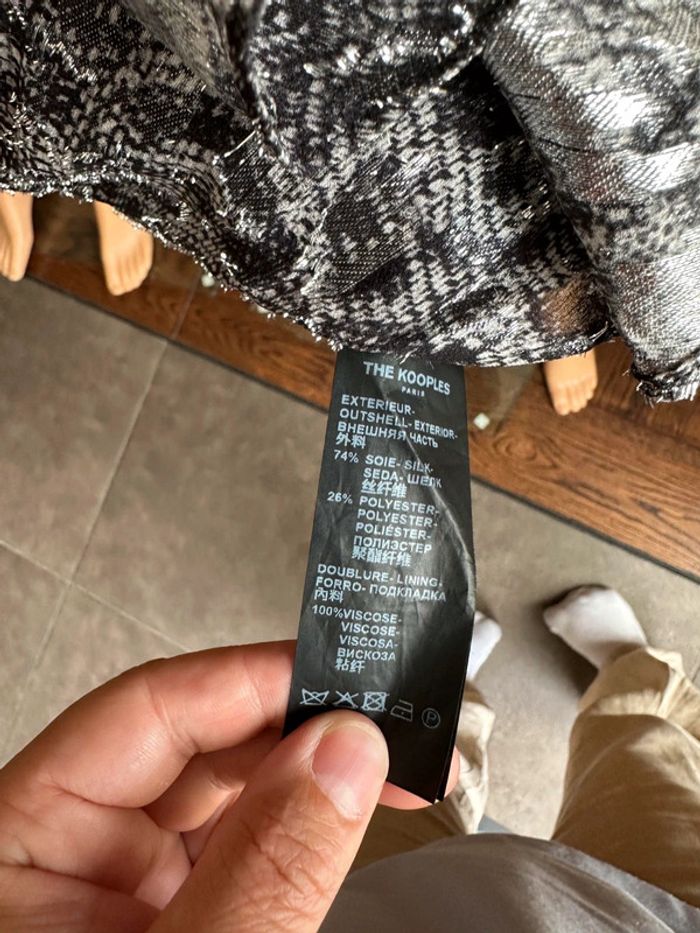 THE KOOPLES
PARIS
EXTERIEUR-
OUTSHELL- EXTERIOR-
ВНЕШНЯЯ ЧАСТЬ
外料
74% SOIE- SILK-
SEDA- ШЕЛК
丝纤维
26% POLYESTER-
POLYESTER-
POLIÉSTER-
ПОЛИЭСТЕР
聚酯纤维
DOUBLURE- LINING-
FORRO- ПОДКЛАДКА
內料
100%VISCOSE-
VISCOSE-
VISCOSA-
ВИСКОЗА
粘纤
P